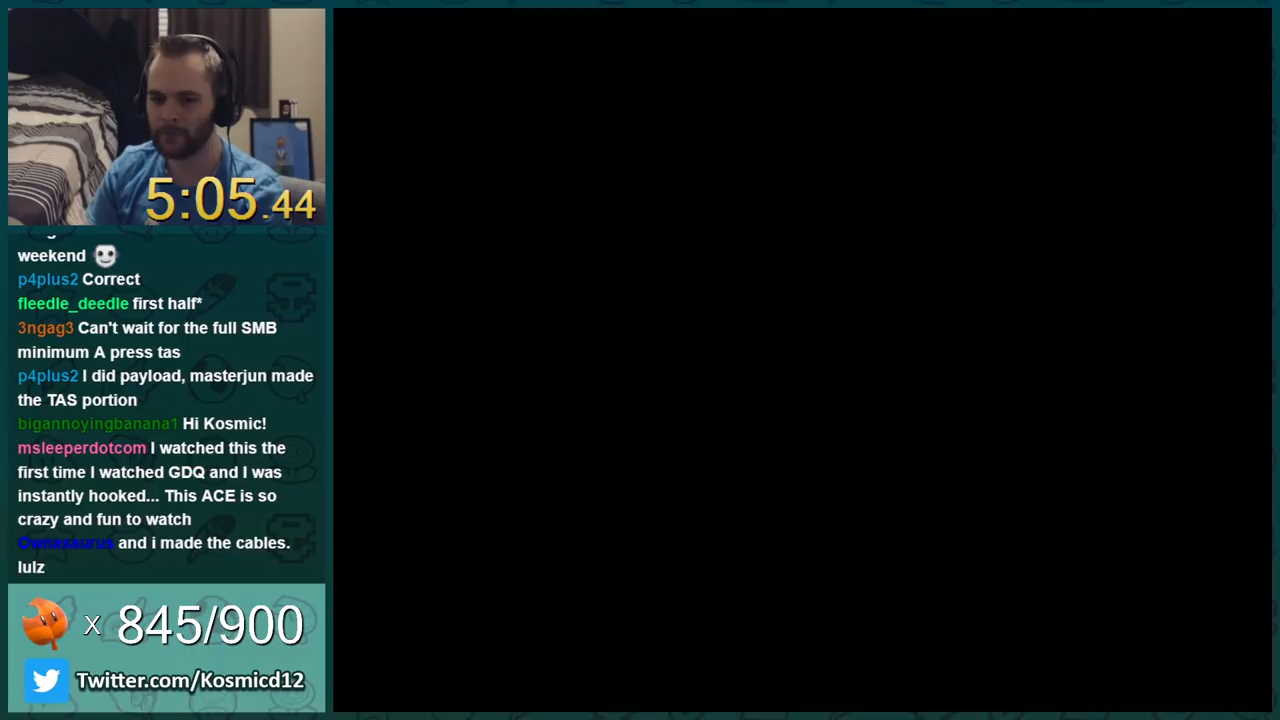 5:05.44
weekend
p4plus2 Correct
fleedle_deedle first half*
3ngag3 Can't wait for the full SMB
minimum A press tas
p4plus2 I did payload, masterjun made
the TAS portion
bigannoyingbanana1 Hi Kosmic!
msleeperdotcom I watched this the
first time I watched GDQ and I was
instantly hooked... This ACE is so
crazy and fun to watch
Ownasaurus and i made the cables.
lulz
x 845/900
Twitter.com/Kosmicd12